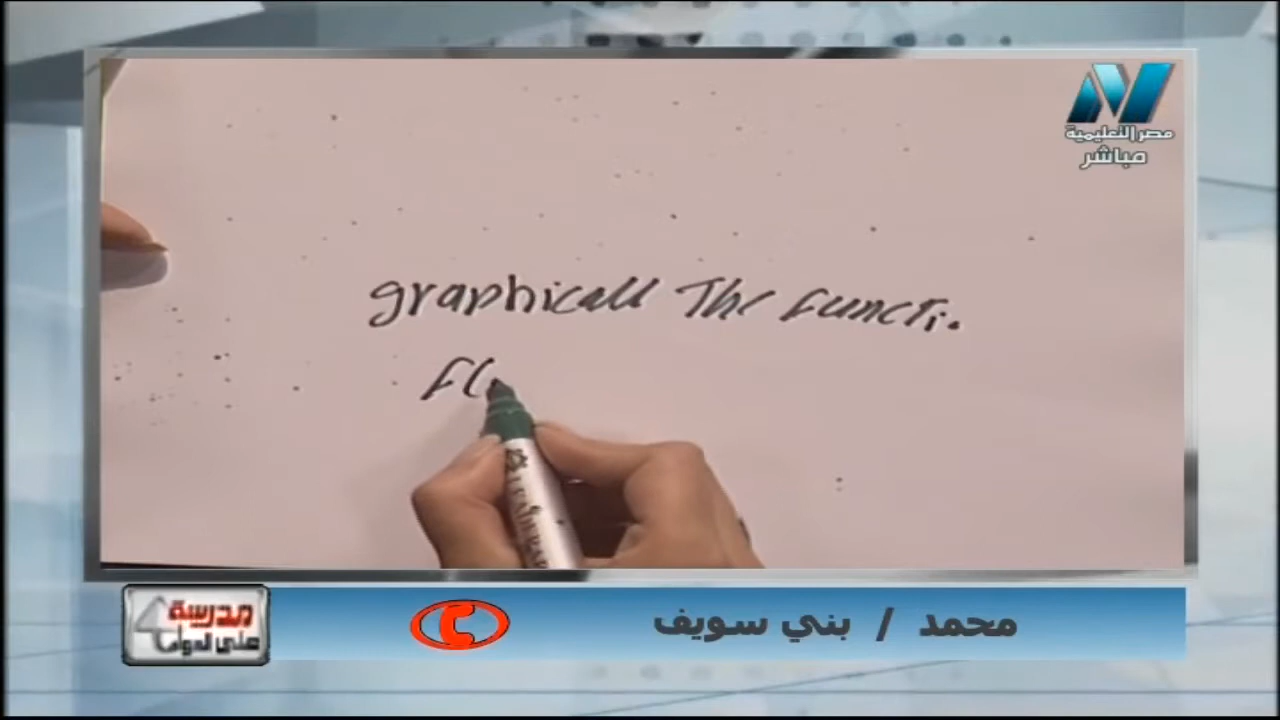 مصر التعليمية
مباشر
graphicall The functi.
f(
محمد / بني سويف
مدرسة
على الهواء